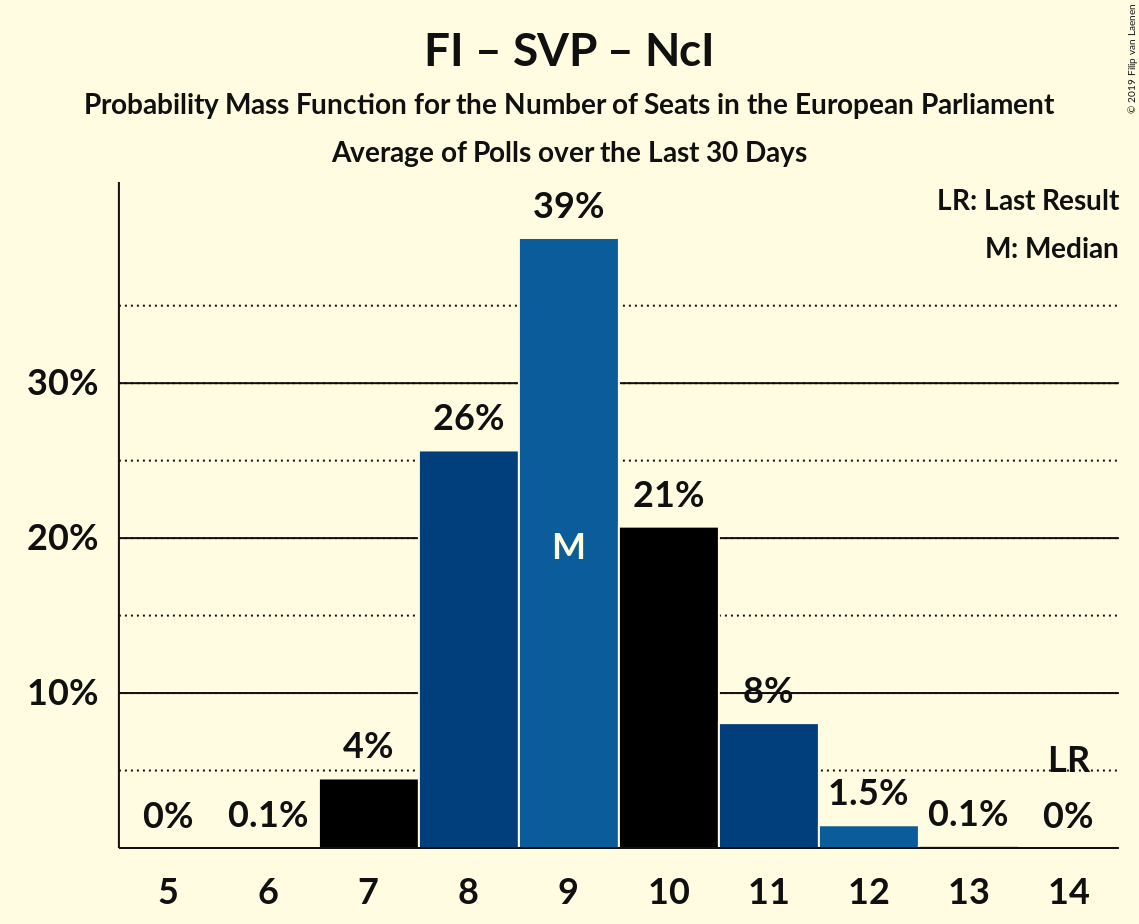 FI – SVP – NcI
Probability Mass Function for the Number of Seats in the European Parliament
Average of Polls over the Last 30 Days
© 2019 Filip van Laenen
LR: Last Result
M: Median
39%
30%
26%
21%
20%
M
10%
8%
4%
LR
1.5%
0% 0.1% 0.1% 0%
5 6 7 8 9 10 11 12 13 14